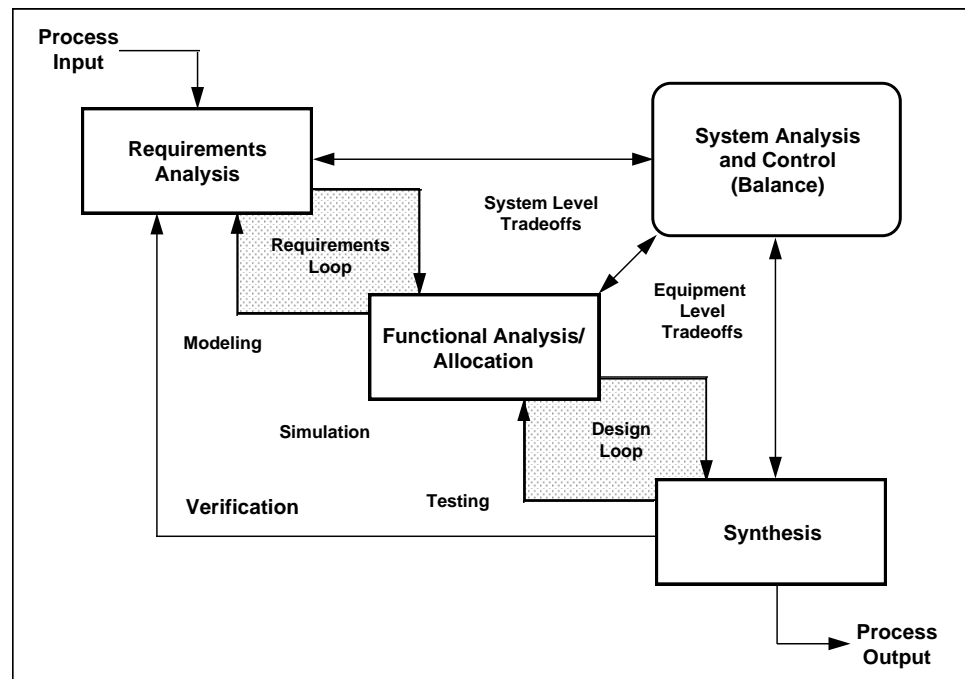 Process
Input
Requirements
Analysis
System Analysis
and Control
(Balance)
System Level
Tradeoffs
Requirements
Loop
Equipment
Level
Tradeoffs
Functional Analysis/
Allocation
Modeling
Simulation
Design
Loop
Testing
Verification
Synthesis
Process
Output